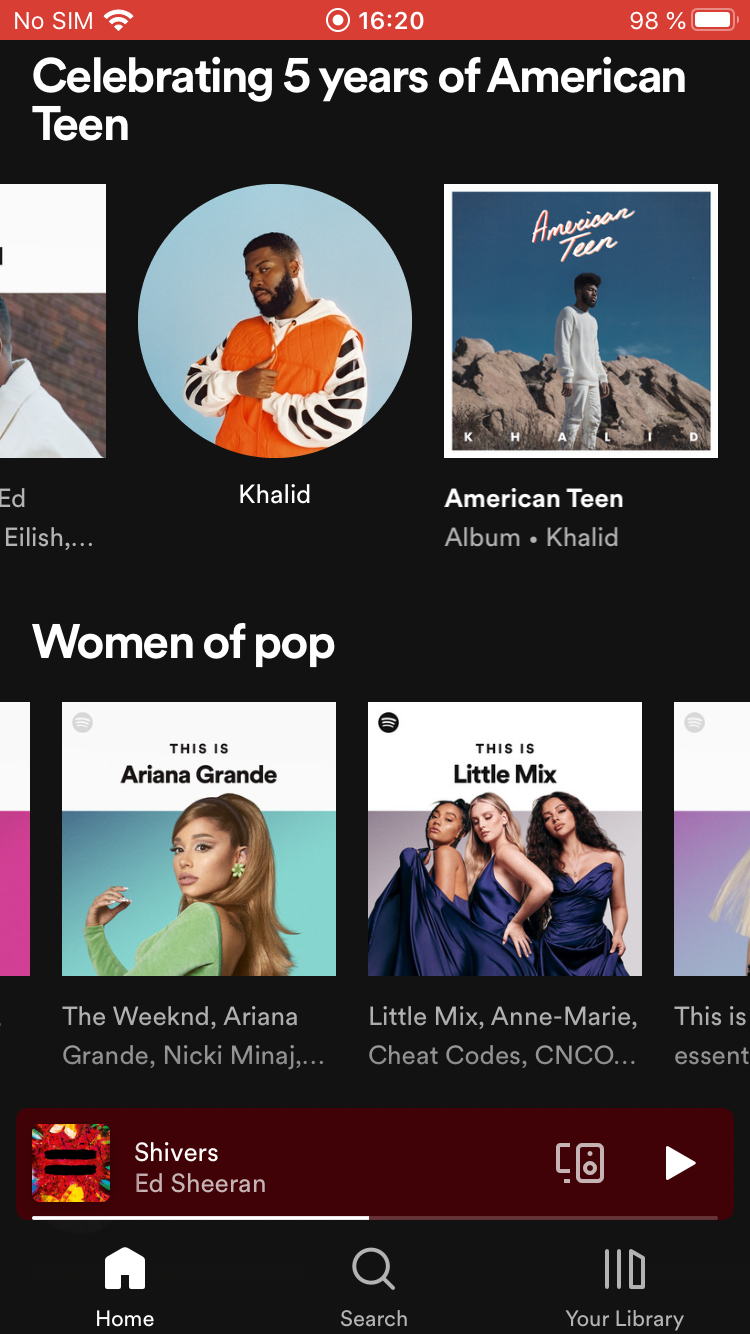 No SIM 16:20 98 %
Celebrating 5 years of American
Teen
American
Teen
K H A L I D
Ed
Eilish,...
Khalid
American Teen
Album • Khalid
Women of pop
THIS IS
Ariana Grande
THIS IS
Little Mix
The Weeknd, Ariana
Grande, Nicki Minaj,...
Little Mix, Anne-Marie,
Cheat Codes, CNCO...
This is
essent
Shivers
Ed Sheeran
Home
Search
Your Library